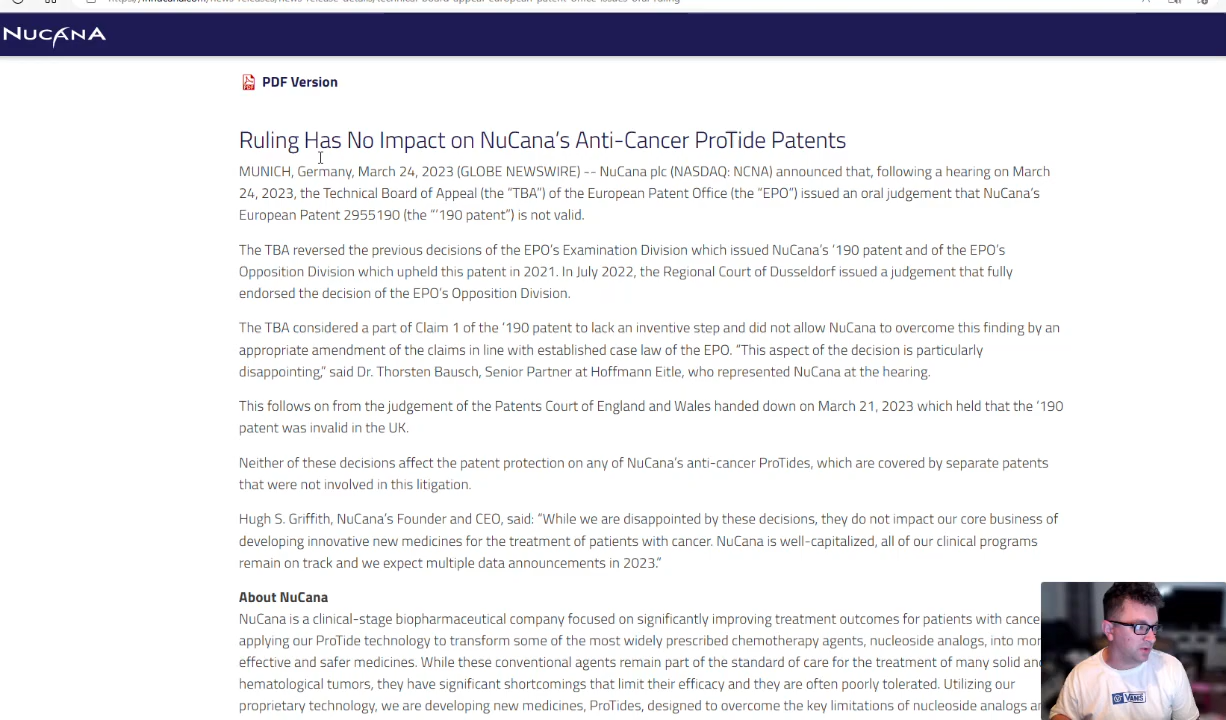 NUCANA
PDF Version
Ruling Has No Impact on NuCana's Anti-Cancer ProTide Patents
MUNICH, Germany, March 24, 2023 (GLOBE NEWSWIRE) -- NuCana plc (NASDAQ: NCNA) announced that, following a hearing on March
24, 2023, the Technical Board of Appeal (the "TBA") of the European Patent Office (the "EPO") issued an oral judgement that NuCana's
European Patent 2955190 (the "'190 patent") is not valid.
The TBA reversed the previous decisions of the EPO's Examination Division which issued NuCana's '190 patent and of the EPO's
Opposition Division which upheld this patent in 2021. In July 2022, the Regional Court of Dusseldorf issued a judgement that fully
endorsed the decision of the EPO's Opposition Division.
The TBA considered a part of Claim 1 of the '190 patent to lack an inventive step and did not allow NuCana to overcome this finding by an
appropriate amendment of the claims in line with established case law of the EPO. "This aspect of the decision is particularly
disappointing," said Dr. Thorsten Bausch, Senior Partner at Hoffmann Eitle, who represented NuCana at the hearing.
This follows on from the judgement of the Patents Court of England and Wales handed down on March 21, 2023 which held that the '190
patent was invalid in the UK.
Neither of these decisions affect the patent protection on any of NuCana's anti-cancer ProTides, which are covered by separate patents
that were not involved in this litigation.
Hugh S. Griffith, NuCana's Founder and CEO, said: "While we are disappointed by these decisions, they do not impact our core business of
developing innovative new medicines for the treatment of patients with cancer. NuCana is well-capitalized, all of our clinical programs
remain on track and we expect multiple data announcements in 2023."
About NuCana
NuCana is a clinical-stage biopharmaceutical company focused on significantly improving treatment outcomes for patients with
applying our ProTide technology to transform some of the most widely prescribed chemotherapy agents, nucleoside analogs, into
effective and safer medicines. While these conventional agents remain part of the standard of care for the treatment of many solid
hematological tumors, they have significant shortcomings that limit their efficacy and they are often poorly tolerated. Utilizing our
proprietary technology, we are developing new medicines, ProTides, designed to overcome the key limitations of nucleoside analogs
VANS